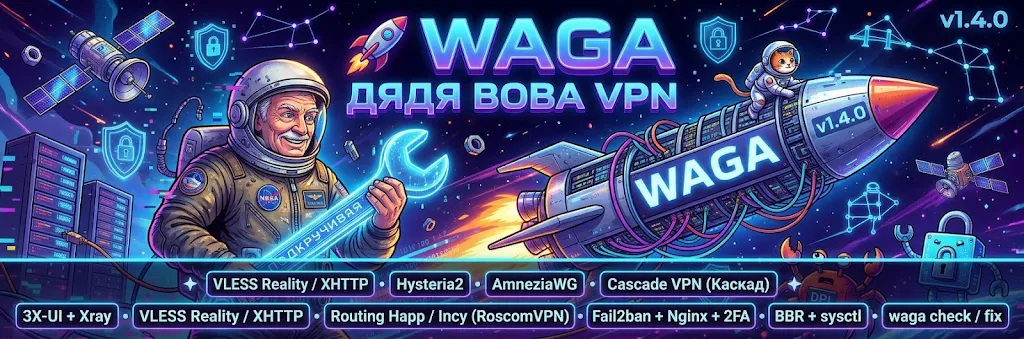 v1.4.0
WAGA
ДЯДЯ ВОВА VPN
v1.4.0
WAGA
ПОДКРУЧИВАЯ
VLESS Reality / XHTTP • Hysteria2 • AmneziaWG • Cascade VPN (Каскад)
DPI
3X-UI + Xray • VLESS Reality / XHTTP • Routing Happ / Incy (RoscomVPN) • Fail2ban + Nginx + 2FA • BBR + sysctl • waga check / fix